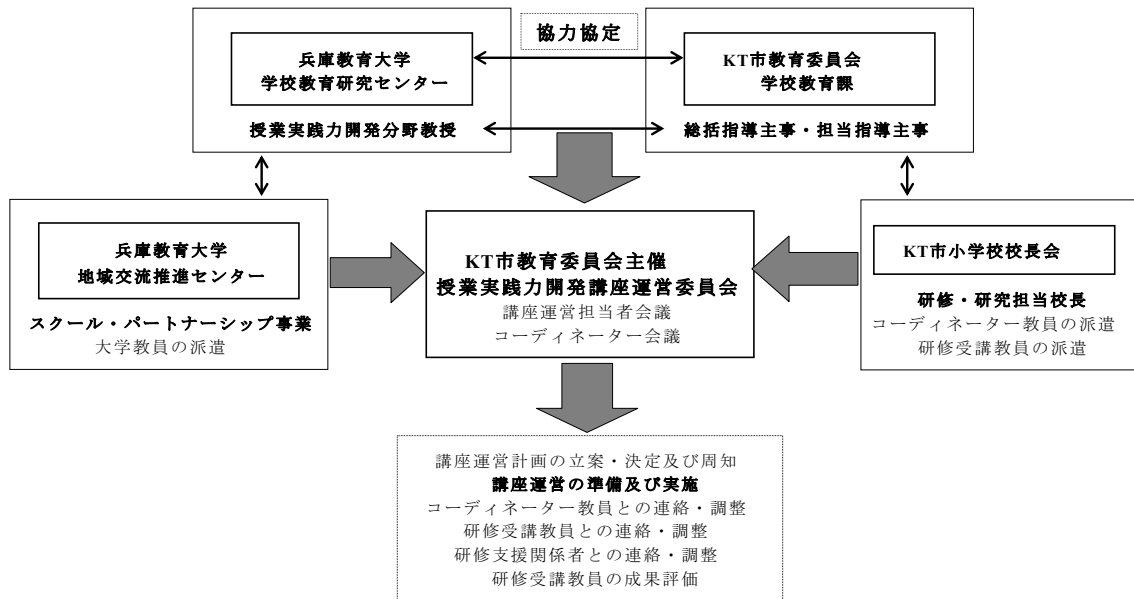 協力協定
兵庫教育大学
学校教育研究センター
授業実践力開発分野教授
KT市教育委員会
学校教育課
総括指導主事・担当指導主事
兵庫教育大学
地域交流推進センター
スクール・パートナーシップ事業
大学教員の派遣
KT市教育委員会主催
授業実践力開発講座運営委員会
講座運営担当者会議
コーディネーター会議
KT市小学校校長会
研修・研究担当校長
コーディネーター教員の派遣
研修受講教員の派遣
講座運営計画の立案・決定及び周知
講座運営の準備及び実施
コーディネーター教員との連絡・調整
研修受講教員との連絡・調整
研修支援関係者との連絡・調整
研修受講教員の成果評価